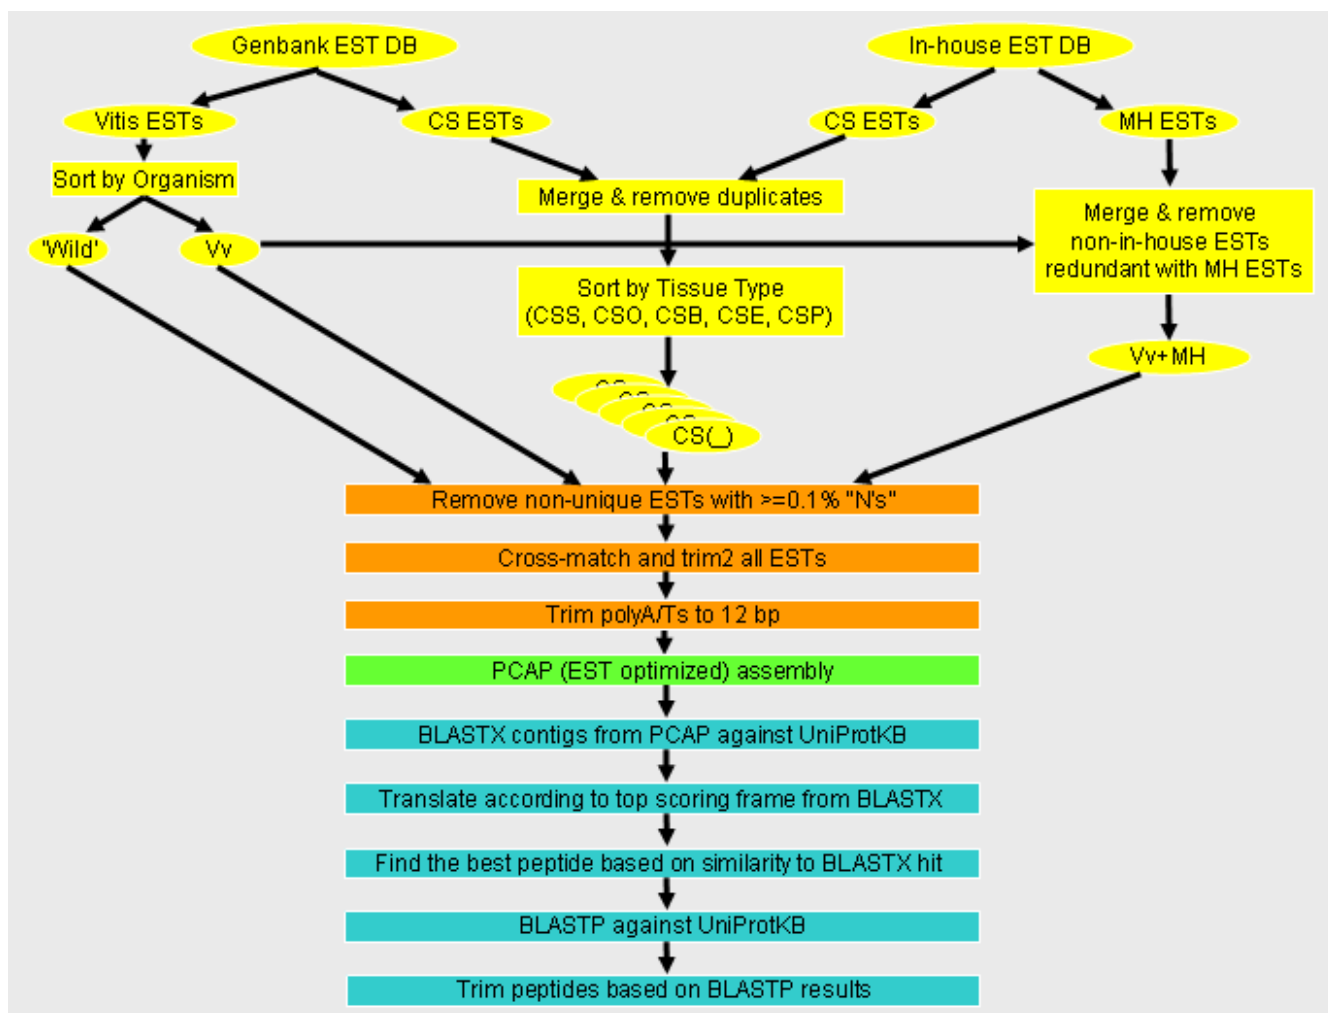 Genbank EST DB
In-house EST DB
Vitis ESTs
CS ESTs
CS ESTs
MH ESTs
Sort by Organism
Merge & remove duplicates
Merge & remove
non-in-house ESTs
redundant with MH ESTs
'Wild'
Vv
Sort by Tissue Type
(CSS, CSO, CSB, CSE, CSP)
Vv+MH
CS(_)
Remove non-unique ESTs with >=0.1% "N's"
Cross-match and trim2 all ESTs
Trim polyA/Ts to 12 bp
PCAP (EST optimized) assembly
BLASTX contigs from PCAP against UniProtKB
Translate according to top scoring frame from BLASTX
Find the best peptide based on similarity to BLASTX hit
BLASTP against UniProtKB
Trim peptides based on BLASTP results